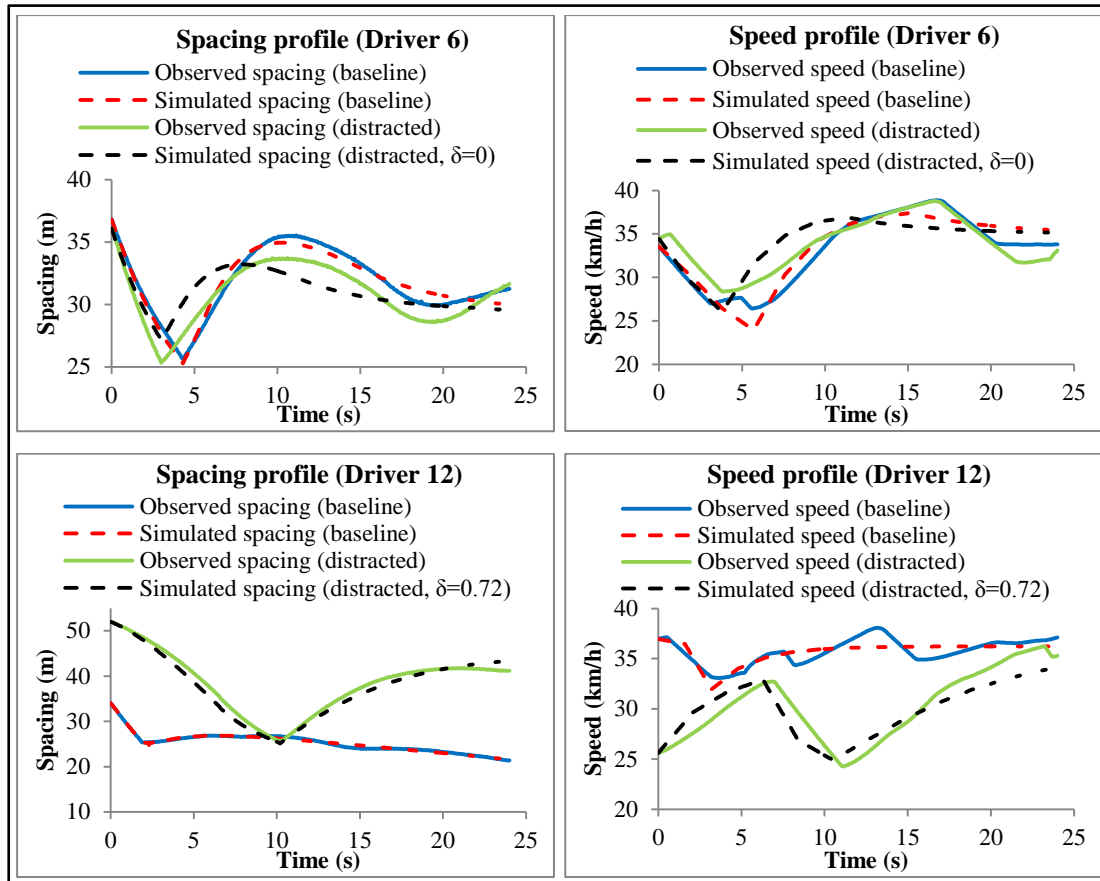 Spacing profile (Driver 6)
Observed spacing (baseline)
Simulated spacing (baseline)
Observed spacing (distracted)
Simulated spacing (distracted, δ=0)
40
35
30
25
Spacing (m)
0 5 10 15 20 25
Time (s)
Speed profile (Driver 6)
Observed speed (baseline)
Simulated speed (baseline)
Observed speed (distracted)
Simulated speed (distracted, δ=0)
40
35
30
25
20
Speed (km/h)
0 5 10 15 20 25
Time (s)
Spacing profile (Driver 12)
Observed spacing (baseline)
Simulated spacing (baseline)
Observed spacing (distracted)
Simulated spacing (distracted, δ=0.72)
50
40
30
20
10
Spacing (m)
0 5 10 15 20 25
Time (s)
Speed profile (Driver 12)
Observed speed (baseline)
Simulated speed (baseline)
Observed speed (distracted)
Simulated speed (distracted, δ=0.72)
40
35
30
25
20
Speed (km/h)
0 5 10 15 20 25
Time (s)